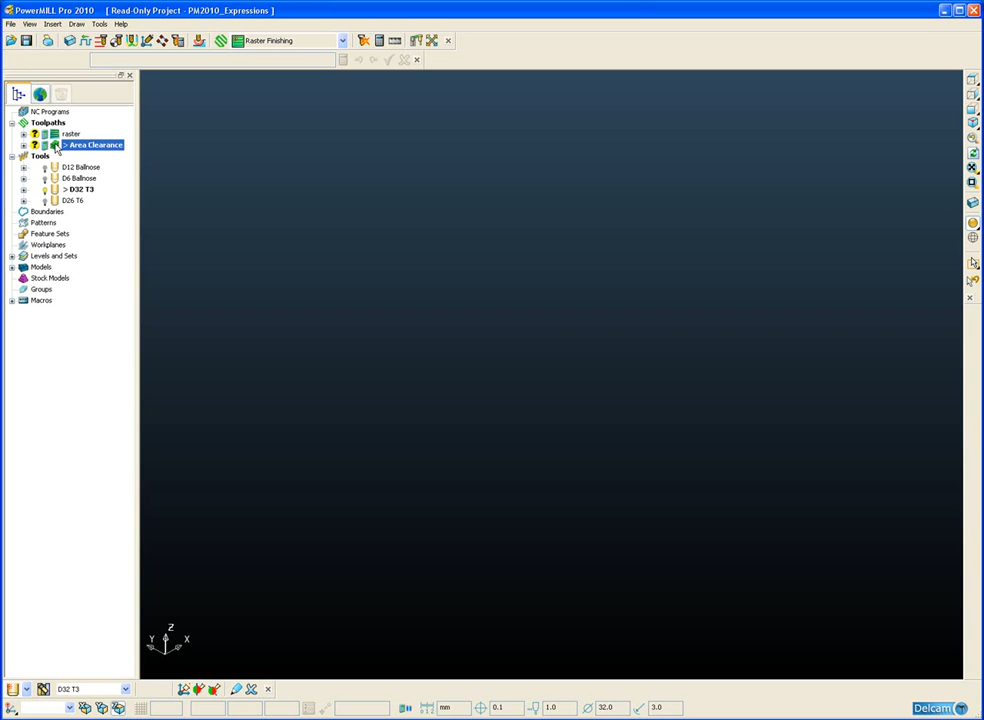 PowerMILL Pro 2010 [ Read-Only Project - PM2010_Expressions ]
File View Insert Draw Tools Help
Raster Finishing
NC Programs
Toolpaths
raster
> Area Clearance
Tools
D12 Ballnose
D6 Ballnose
> D32 T3
D26 T6
Boundaries
Patterns
Feature Sets
Workplanes
Levels and Sets
Models
Stock Models
Groups
Macros
Z
Y X
D32 T3
mm 0.1 1.0 32.0 3.0 Delcam